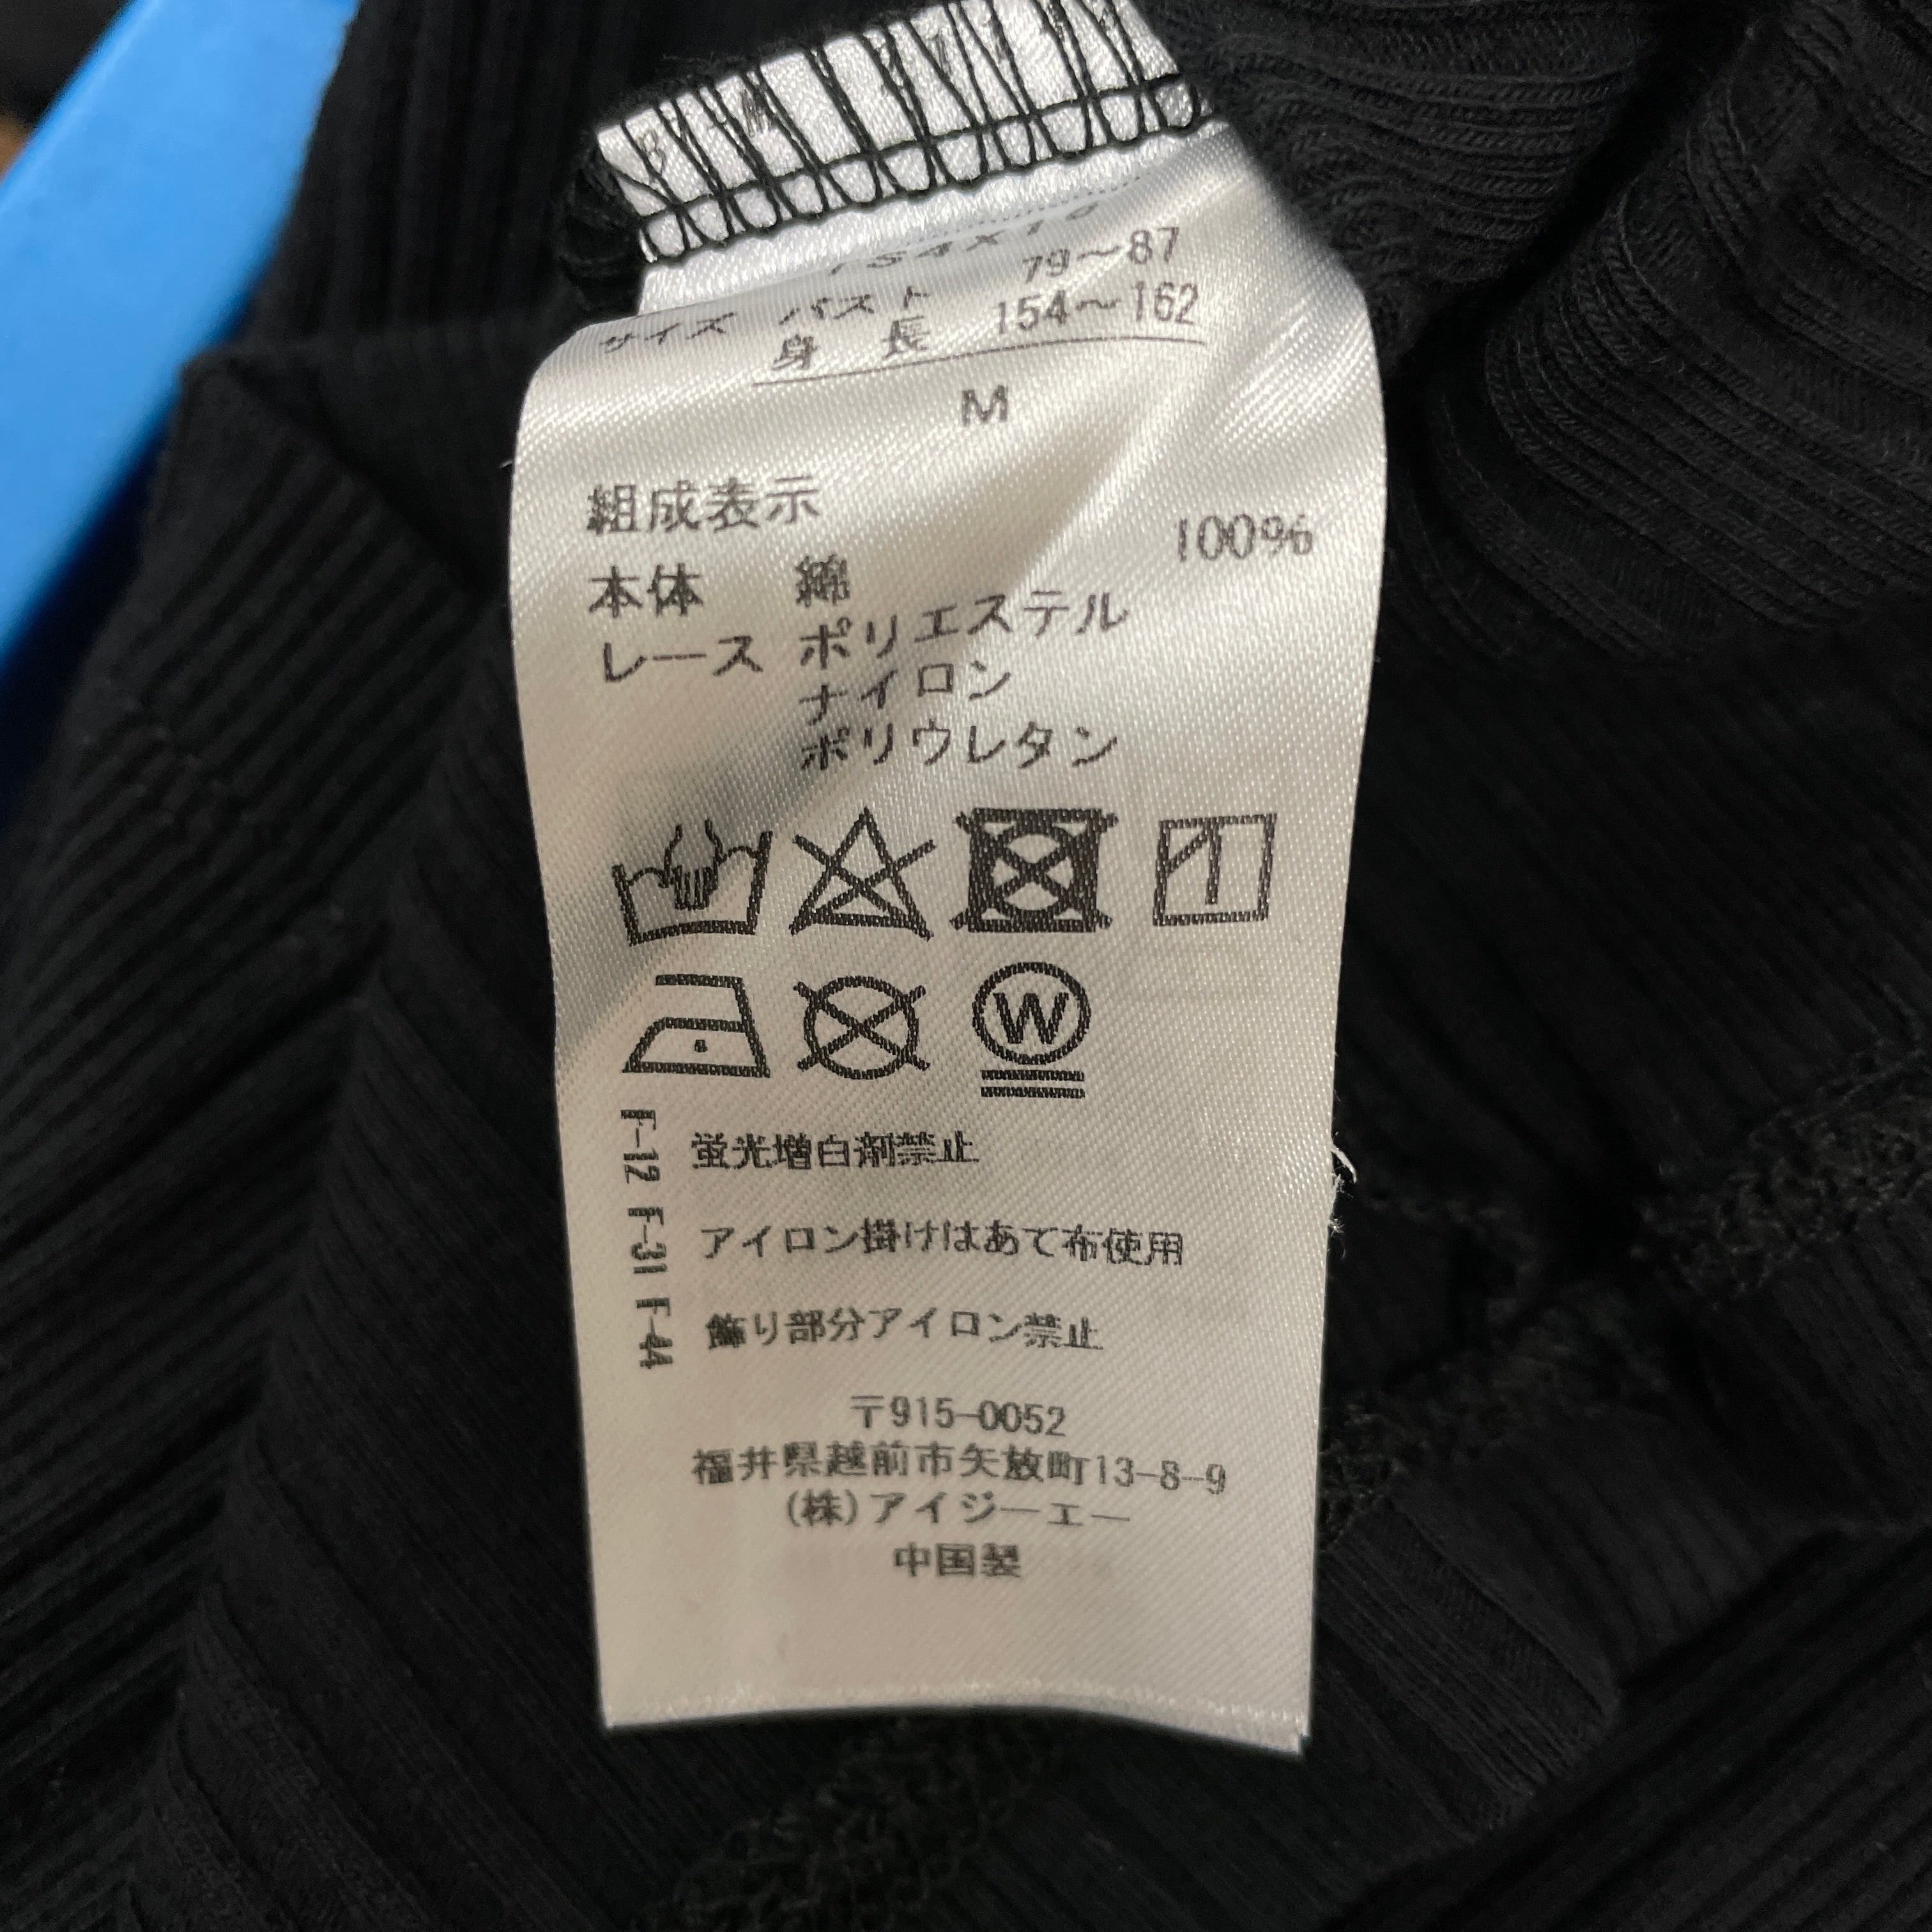 サイズ バスト 79～87
身 長 154～162
M
組成表示
本体 綿 100%
レース ポリエステル
ナイロン
ポリウレタン
W
F-12 F-31 F-44
蛍光増白剤禁止
アイロン掛けはあて布使用
飾り部分アイロン禁止
〒915-0052
福井県越前市矢放町13-8-9
(株)アイジーエー
中国製